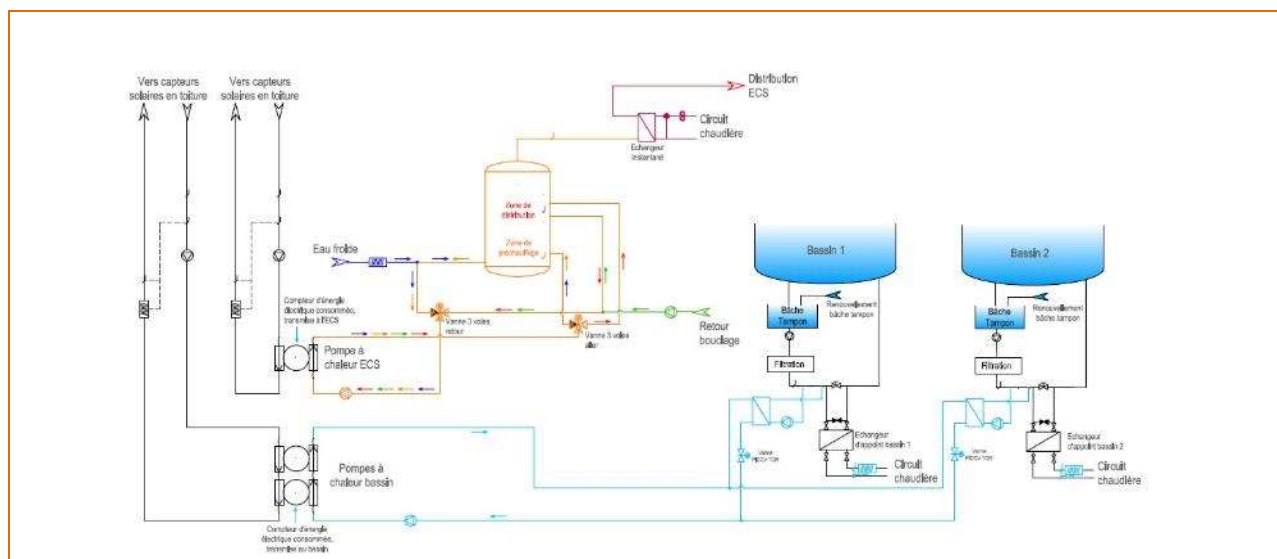 Vers capteurs
solaires en toiture
Vers capteurs
solaires en toiture
Distribution
ECS
Circuit
chaudière
Echangeur
instantané
Zone de
distribution
Zone de
préchauffage
Eau froide
Compteur d'énergie
électrique consommée,
transmise à l'ECS
Vanne 3 voies
retour
Vanne 3 voies
aller
Retour
bouclage
Pompe à
chaleur ECS
Bassin 1
Bâche
Tampon
Renouvellement
bâche tampon
Filtration
Echangeur
d'appoint bassin 1
Vanne
Circuit
chaudière
Bassin 2
Bâche
Tampon
Renouvellement
bâche tampon
Filtration
Echangeur
d'appoint bassin 2
Vanne
Circuit
chaudière
Pompes à
chaleur bassin
Compteur d'énergie
électrique consommée,
transmise au bassin